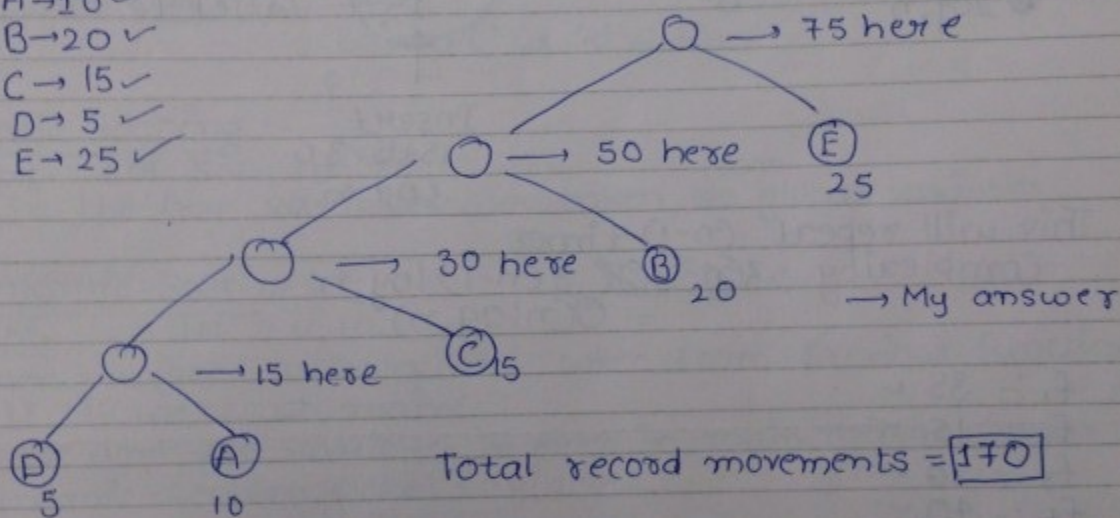 A→10
B→20 ✓
C → 15 ✓
D→ 5 ✓
E→ 25 ✓
→ 75 here
→ 50 here
E
25
→ 30 here
B
20
→ My answer
→ 15 here
C 15
D
5
A
10
Total record movements = 170